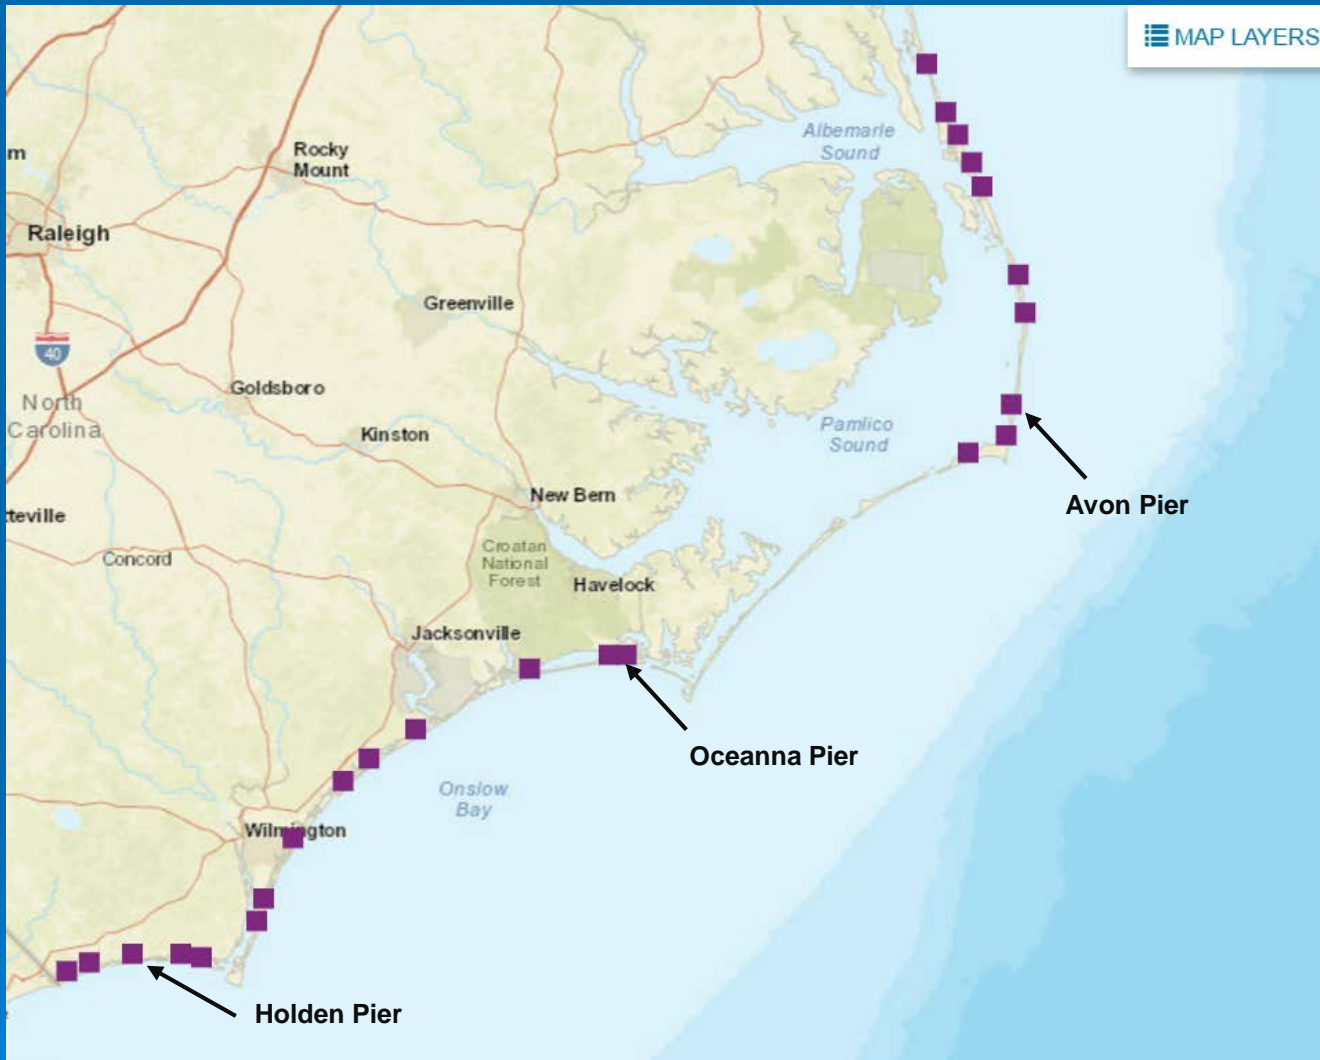 MAP LAYERS
Albemarle
Sound
Rocky
Mount
m
Raleigh
Greenville
40
Goldsboro
North
Carolina
Kinston
Pamlico
Sound
New Bern
Avon Pier
tteville
Croatan
National
Forest
Concord
Havelock
Jacksonville
Oceanna Pier
Onslow
Bay
Wilmington
Holden Pier